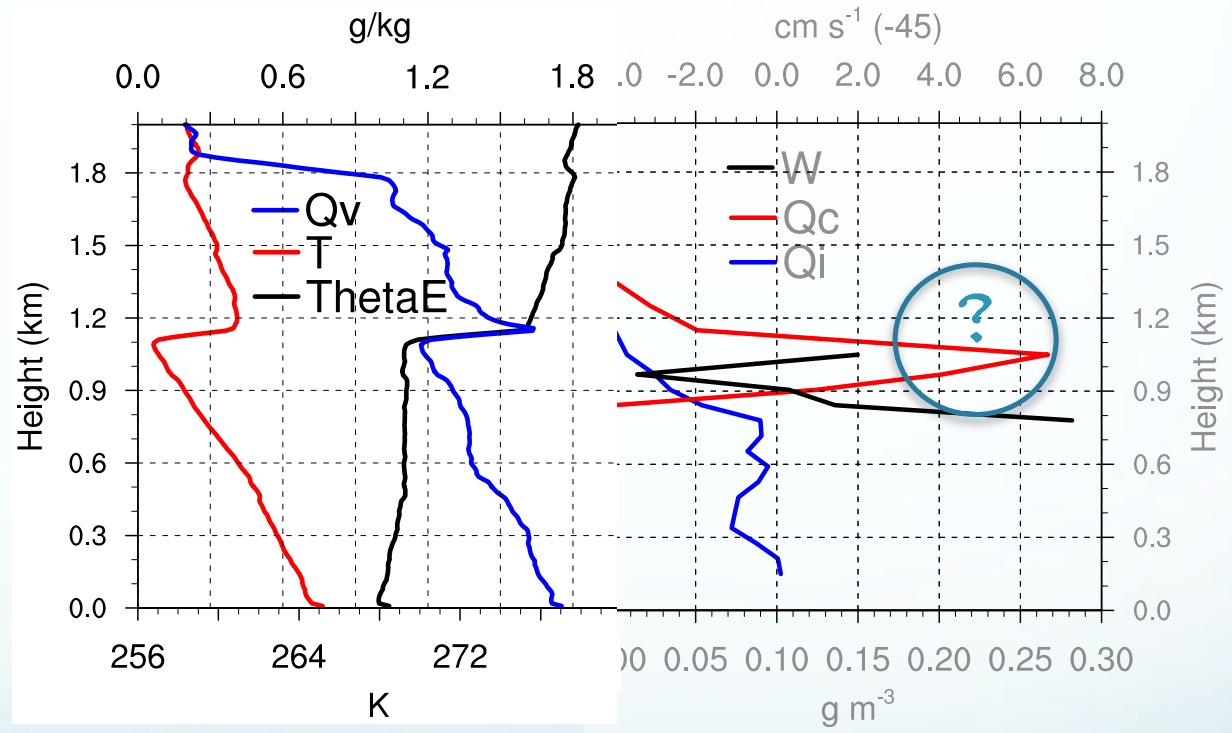 g/kg
0.0 0.6 1.2 1.8
Qv
T
ThetaE
Height (km)
1.8
1.5
1.2
0.9
0.6
0.3
0.0
256 264 272
K
cm s⁻¹ (-45)
.0 -2.0 0.0 2.0 4.0 6.0 8.0
W
Qc
Qi
?
1.8
1.5
1.2
0.9
0.6
0.3
0.0
Height (km)
00 0.05 0.10 0.15 0.20 0.25 0.30
g m⁻³